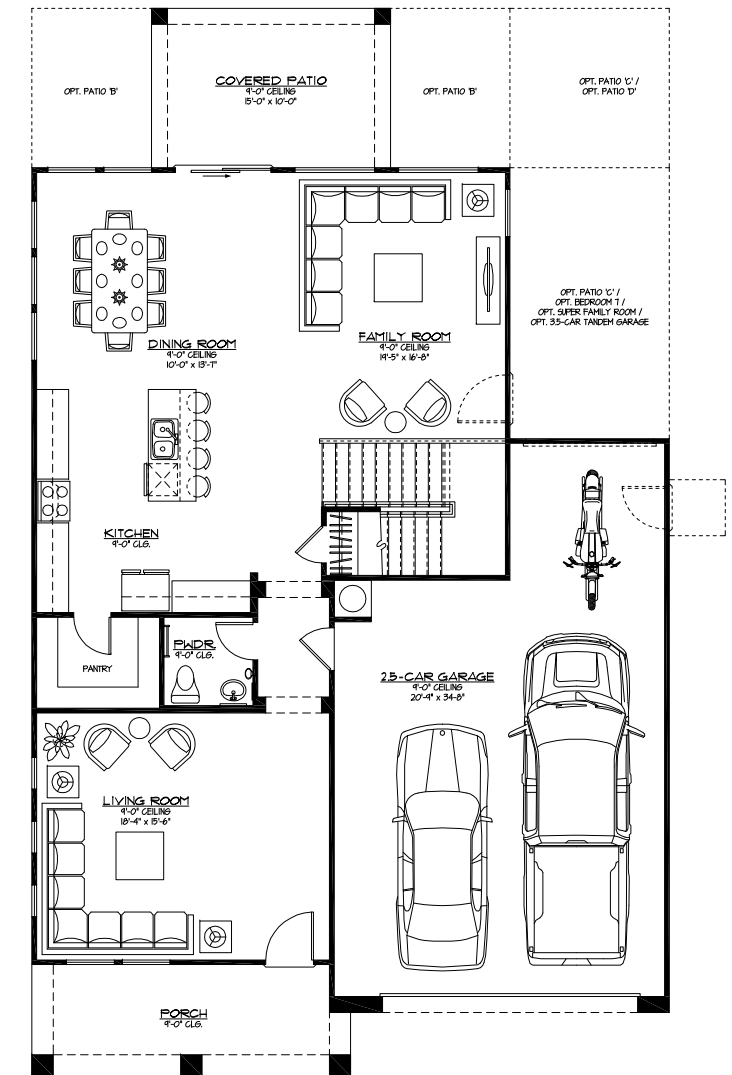 COVERED PATIO
9'-0" CEILING
15'-0" x 10'-0"
OPT. PATIO 'B'
OPT. PATIO 'B'
OPT. PATIO 'C' /
OPT. PATIO 'D'
OPT. PATIO 'C' /
OPT. BEDROOM 7 /
OPT. SUPER FAMILY ROOM /
OPT. 3.5-CAR TANDEM GARAGE
DINING ROOM
9'-0" CEILING
10'-0" x 13'-7"
FAMILY ROOM
9'-0" CEILING
19'-5" x 16'-8"
KITCHEN
9'-0" CLG.
PANTRY
PWDR.
9'-0" CLG.
2.5-CAR GARAGE
9'-0" CEILING
20'-9" x 34'-8"
LIVING ROOM
9'-0" CEILING
18'-4" x 15'-6"
PORCH
9'-0" CLG.